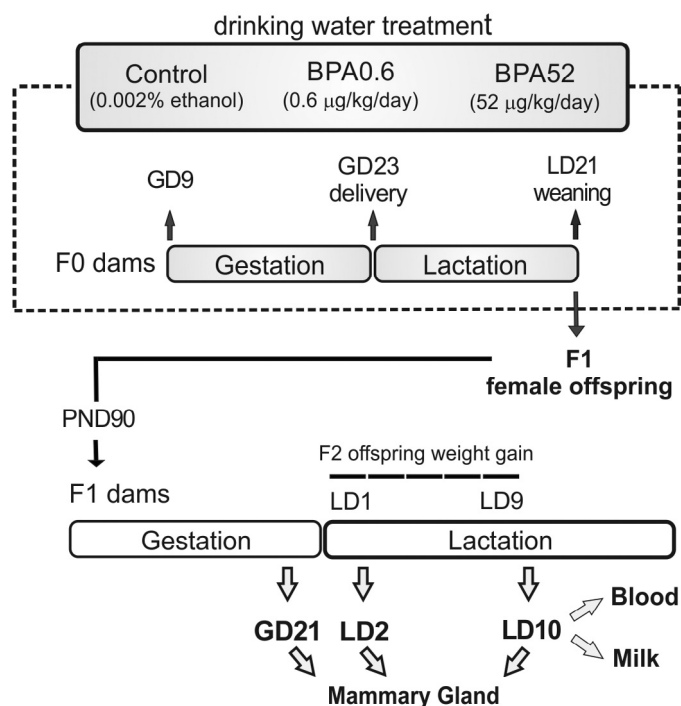 drinking water treatment
Control
(0.002% ethanol)
BPA0.6
(0.6 µg/kg/day)
BPA52
(52 µg/kg/day)
GD9
GD23
delivery
LD21
weaning
F0 dams
Gestation
Lactation
F1
female offspring
PND90
F2 offspring weight gain
F1 dams
LD1
LD9
Gestation
Lactation
GD21
LD2
LD10
Blood
Milk
Mammary Gland